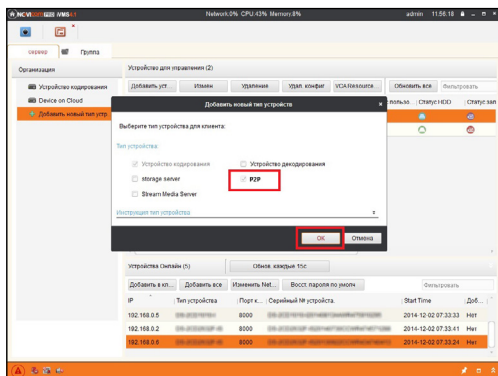 Network:0% CPU:43% Memory:8% admin 11:56:18
сервер Группа
Организация
Устройство для управления (2)
Устройство кодирования
Device on Cloud
Добавить новый тип устр
Добавить уст... Измен Удаление Удал. конфиг VCA Resource ... Обновить все Фильтровать
Статус HDD Статус зап
Добавить новый тип устройств
Выберите тип устройства для клиента:
Тип устройства:
Устройство кодирования Устройство декодирования
storage server P2P
Stream Media Server
Инструкция тип устройства
OK Отмена
Устройства Онлайн (5) Обнов. каждые 15с
Добавить в кл... Добавить все Изменить Net... Восст. пароля по умолч Фильтровать
IP Тип устройства Порт к... Серийный № устройств. Start Time Доб...
192.168.0.5 8000 2014-12-02 07:33:33 Нет
192.168.0.6 8000 2014-12-02 07:33:41 Нет
192.168.0.8 8000 2014-12-02 07:33:24 Нет